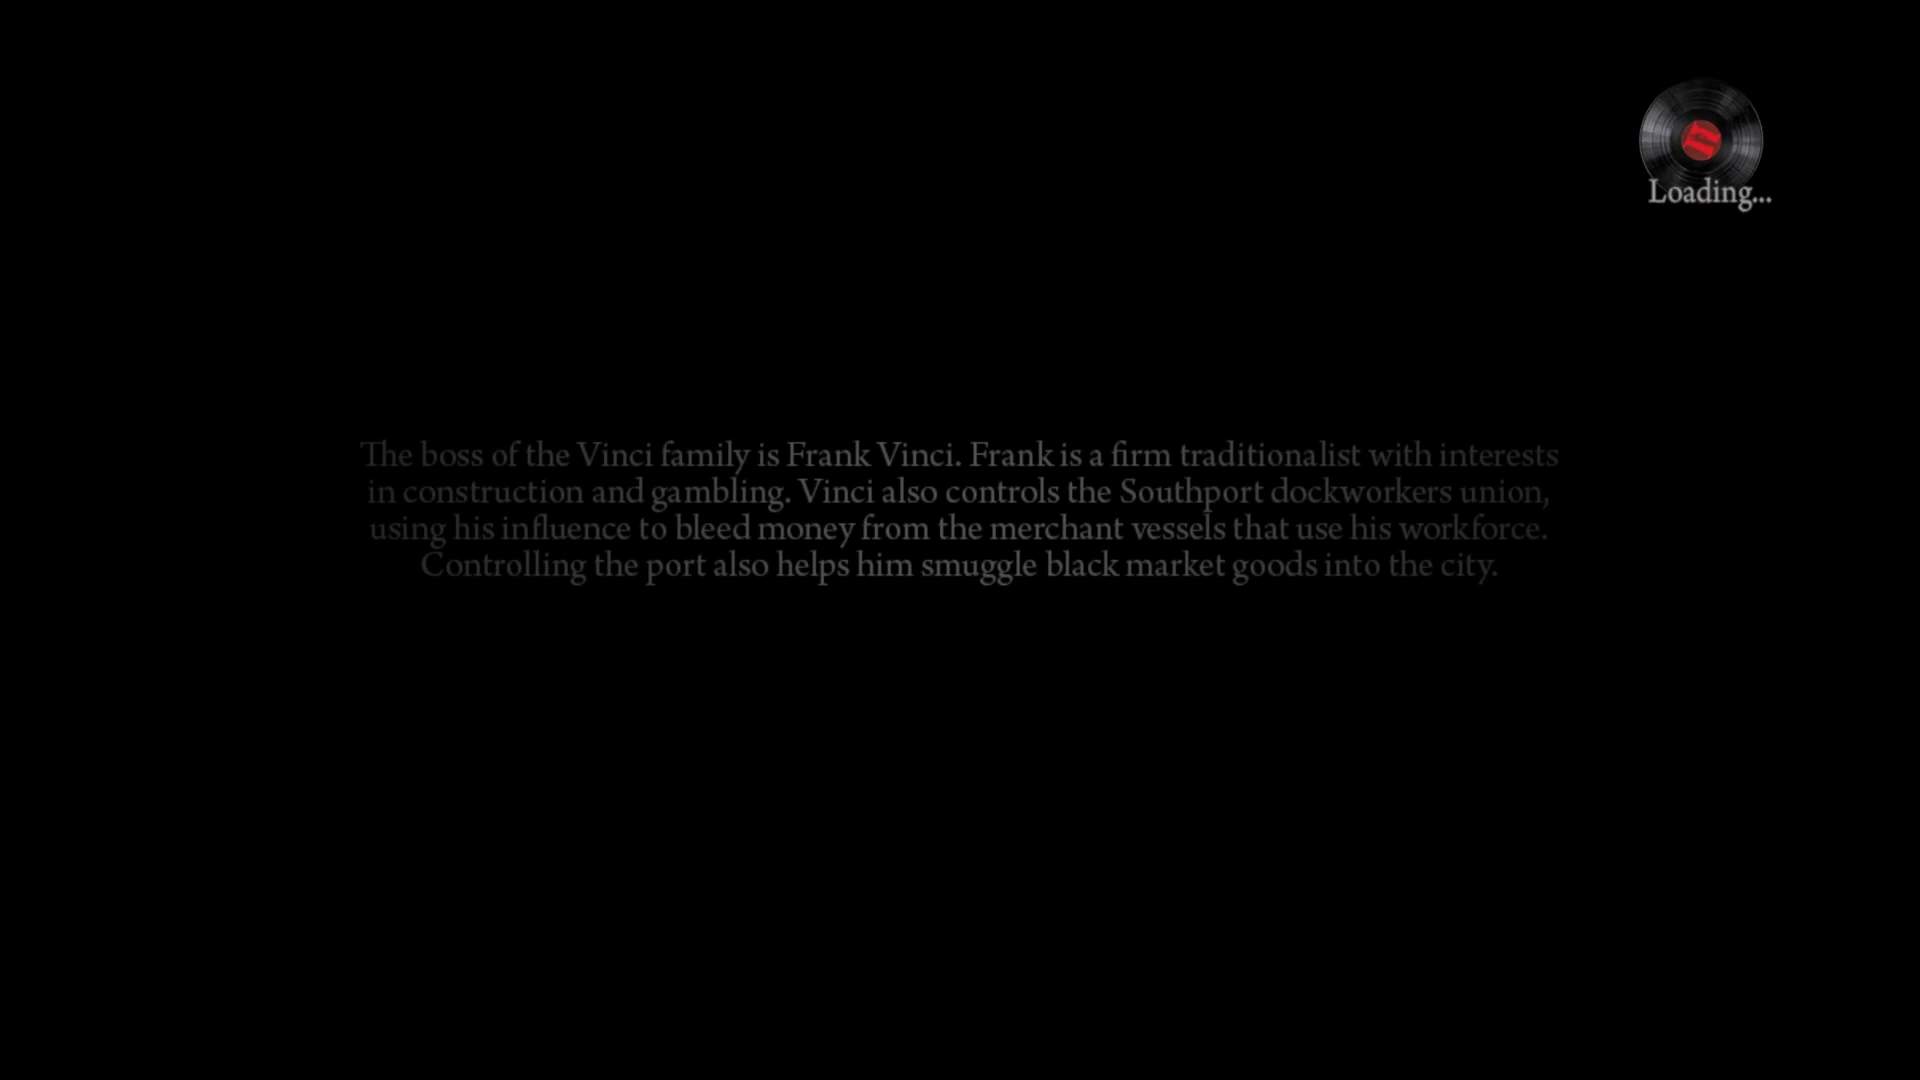 Loading...
The boss of the Vinci family is Frank Vinci. Frank is a firm traditionalist with interests
in construction and gambling. Vinci also controls the Southport dockworkers union,
using his influence to bleed money from the merchant vessels that use his workforce.
Controlling the port also helps him smuggle black market goods into the city.